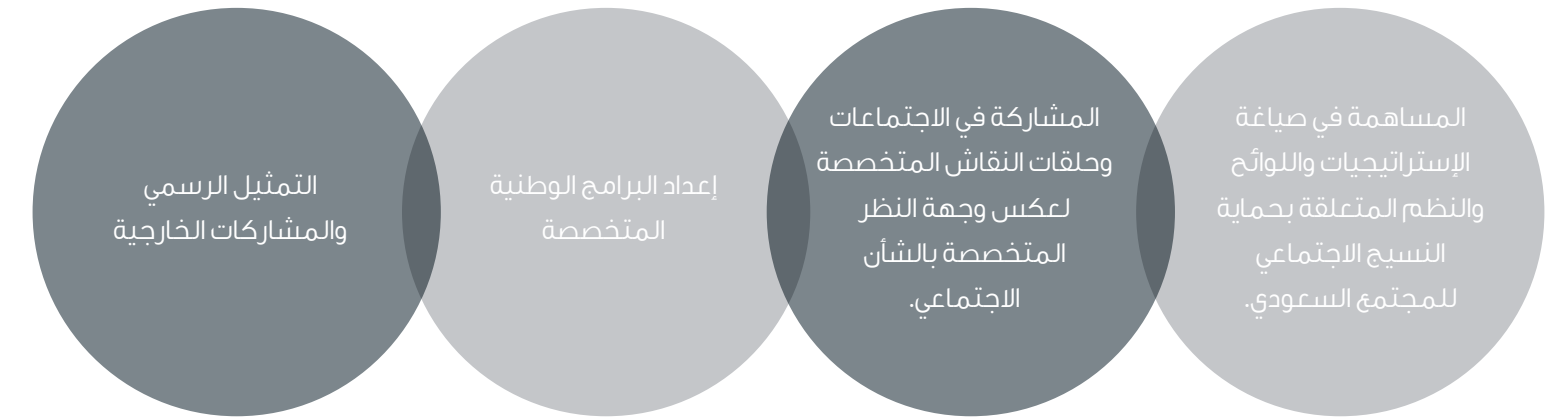 المساهمة في صياغة
الإستراتيجيات واللوائح
والنظم المتعلقة بحماية
النسيج الاجتماعي
للمجتمع السعودي.
المشاركة في الاجتماعات
وحلقات النقاش المتخصصة
لعكس وجهة النظر
المتخصصة بالشأن
الاجتماعي.
إعداد البرامج الوطنية
المتخصصة
التمثيل الرسمي
والمشاركات الخارجية